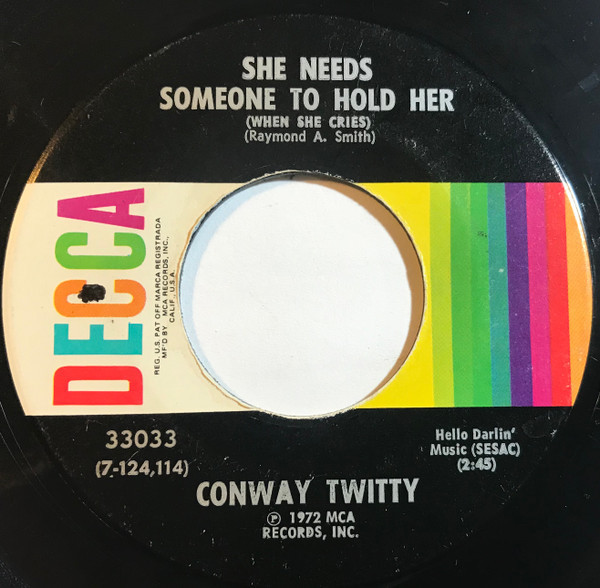 SHE NEEDS
SOMEONE TO HOLD HER
(WHEN SHE CRIES)
(Raymond A. Smith)
DECCA
REG. U.S. PAT OFF MARCA REGISTRADA
MF'D BY MCA RECORDS, INC.,
CALIF., U.S.A.
33033
(7-124,114)
Hello Darlin'
Music (SESAC)
(2:45)
CONWAY TWITTY
℗ 1972 MCA
RECORDS, INC.